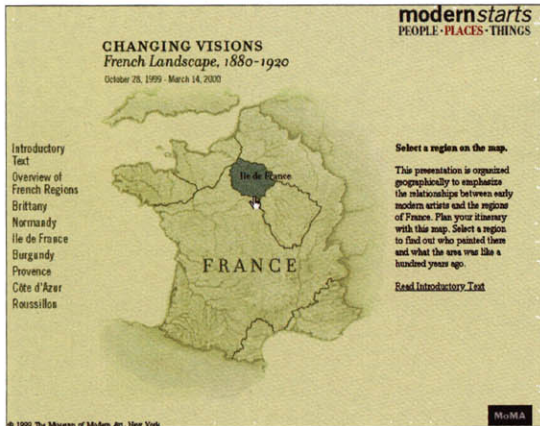 modernstarts
PEOPLE·PLACES·THINGS
CHANGING VISIONS
French Landscape, 1880-1920
October 28, 1999 - March 14, 2000
Introductory
Text
Overview of
French Regions
Brittany
Normandy
Ile de France
Burgundy
Provence
Côte d'Azur
Roussillon
Ile de France
FRANCE
Select a region on the map.
This presentation is organized
geographically to emphasize
the relationships between early
modern artists and the regions
of France. Plan your itinerary
with this map. Select a region
to find out who painted there
and what the area was like a
hundred years ago.
Read Introductory Text
MoMA
© 1999 The Museum of Modern Art, New York